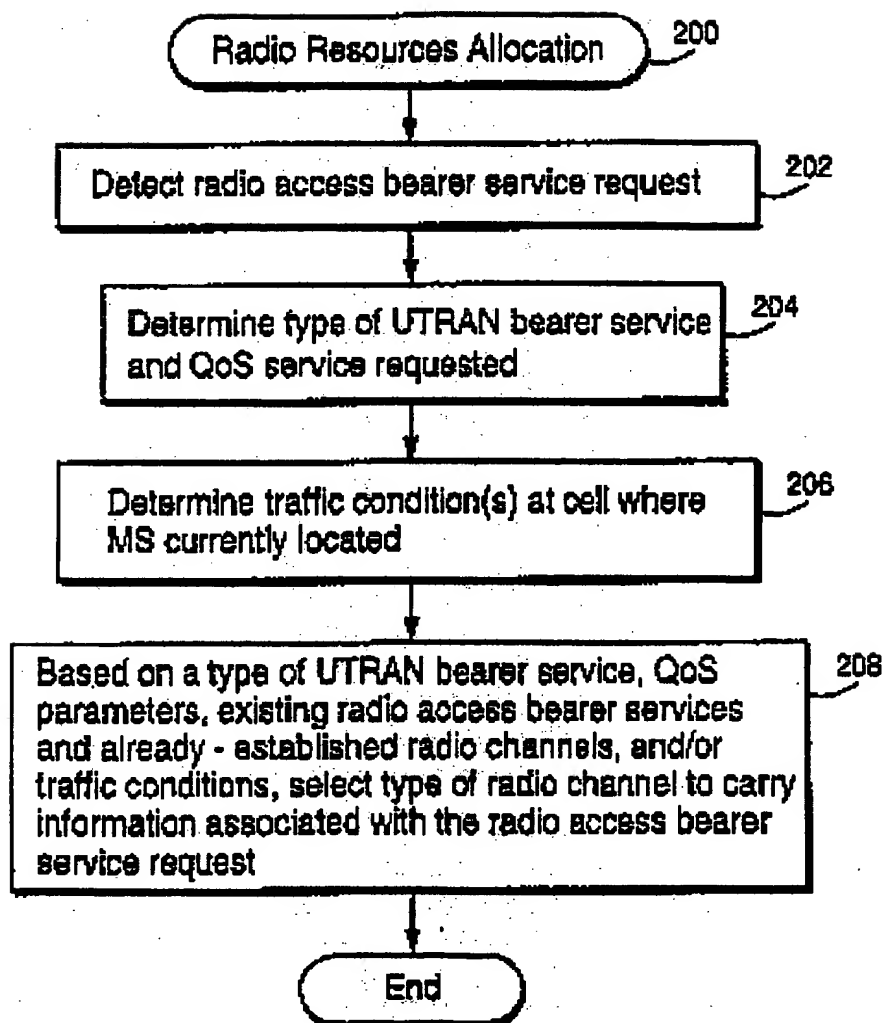 Radio Resources Allocation
200
Detect radio access bearer service request
202
Determine type of UTRAN bearer service
and QoS service requested
204
Determine traffic condition(s) at cell where
MS currently located
206
Based on a type of UTRAN bearer service, QoS
parameters, existing radio access bearer services
and already - established radio channels, and/or
traffic conditions, select type of radio channel to carry
information associated with the radio access bearer
service request
208
End